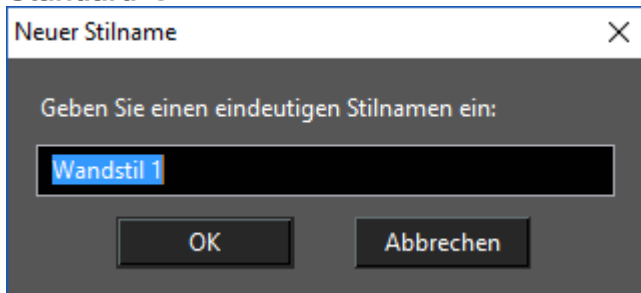 Neuer Stilname
Geben Sie einen eindeutigen Stilnamen ein:
Wandstil 1
OK
Abbrechen